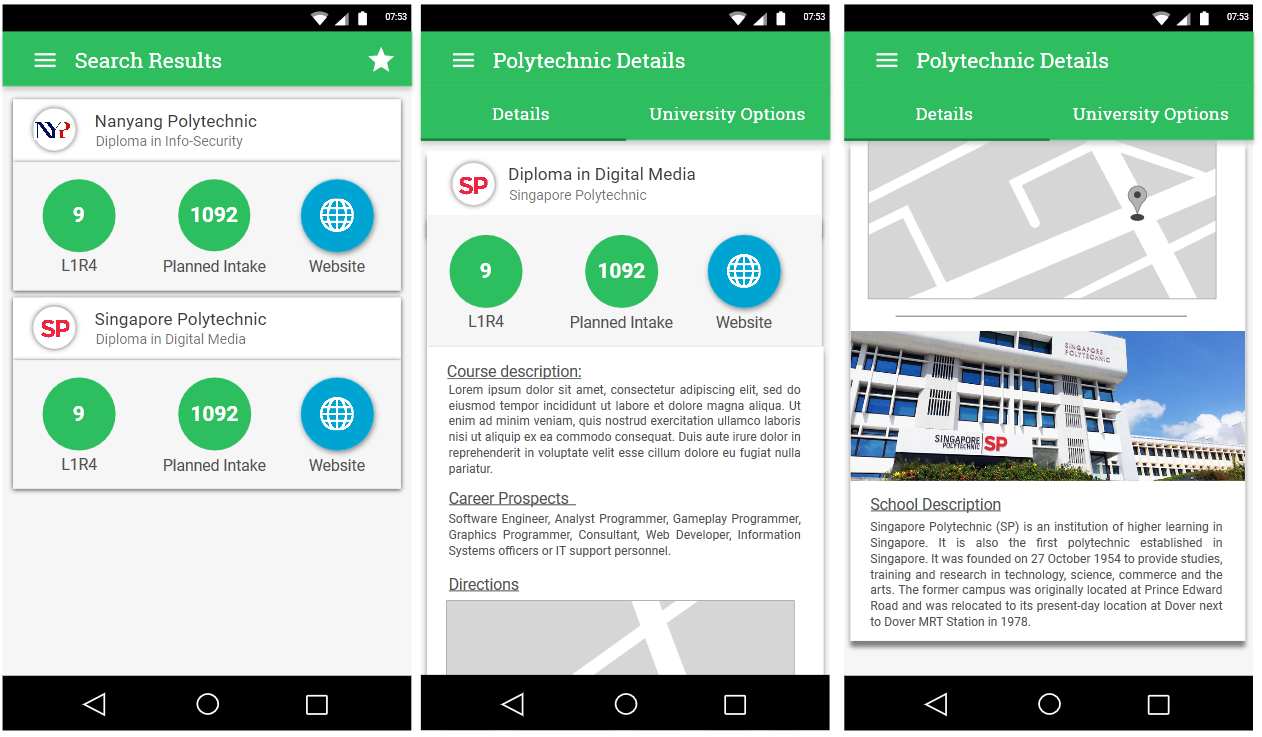 07:53
Search Results
NYP
Nanyang Polytechnic
Diploma in Info-Security
9
1092
L1R4
Planned Intake
Website
SP
Singapore Polytechnic
Diploma in Digital Media
9
1092
L1R4
Planned Intake
Website
07:53
Polytechnic Details
Details
University Options
SP
Diploma in Digital Media
Singapore Polytechnic
9
1092
L1R4
Planned Intake
Website
Course description:
Lorem ipsum dolor sit amet, consectetur adipiscing elit, sed do
eiusmod tempor incididunt ut labore et dolore magna aliqua. Ut
enim ad minim veniam, quis nostrud exercitation ullamco laboris
nisi ut aliquip ex ea commodo consequat. Duis aute irure dolor in
reprehenderit in voluptate velit esse cillum dolore eu fugiat nulla
pariatur.
Career Prospects
Software Engineer, Analyst Programmer, Gameplay Programmer,
Graphics Programmer, Consultant, Web Developer, Information
Systems officers or IT support personnel.
Directions
07:53
Polytechnic Details
Details
University Options
SINGAPORE
POLYTECHNIC
SINGAPORE
POLYTECHNIC
SP
School Description
Singapore Polytechnic (SP) is an institution of higher learning in
Singapore. It is also the first polytechnic established in
Singapore. It was founded on 27 October 1954 to provide studies,
training and research in technology, science, commerce and the
arts. The former campus was originally located at Prince Edward
Road and was relocated to its present-day location at Dover next
to Dover MRT Station in 1978.